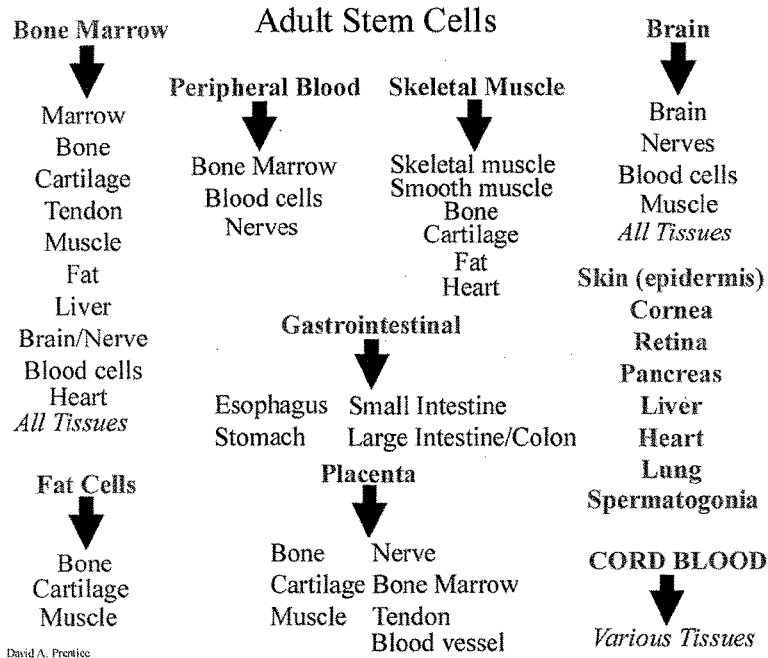 Adult Stem Cells
Bone Marrow
Marrow
Bone
Cartilage
Tendon
Muscle
Fat
Liver
Brain/Nerve
Blood cells
Heart
All Tissues
Peripheral Blood
Bone Marrow
Blood cells
Nerves
Skeletal Muscle
Skeletal muscle
Smooth muscle
Bone
Cartilage
Fat
Heart
Brain
Brain
Nerves
Blood cells
Muscle
All Tissues
Skin (epidermis)
Cornea
Retina
Pancreas
Liver
Heart
Lung
Spermatogonia
Gastrointestinal
Esophagus Small Intestine
Stomach Large Intestine/Colon
Fat Cells
Bone
Cartilage
Muscle
Placenta
Bone Nerve
Cartilage Bone Marrow
Muscle Tendon
Blood vessel
CORD BLOOD
Various Tissues
David A. Prentice